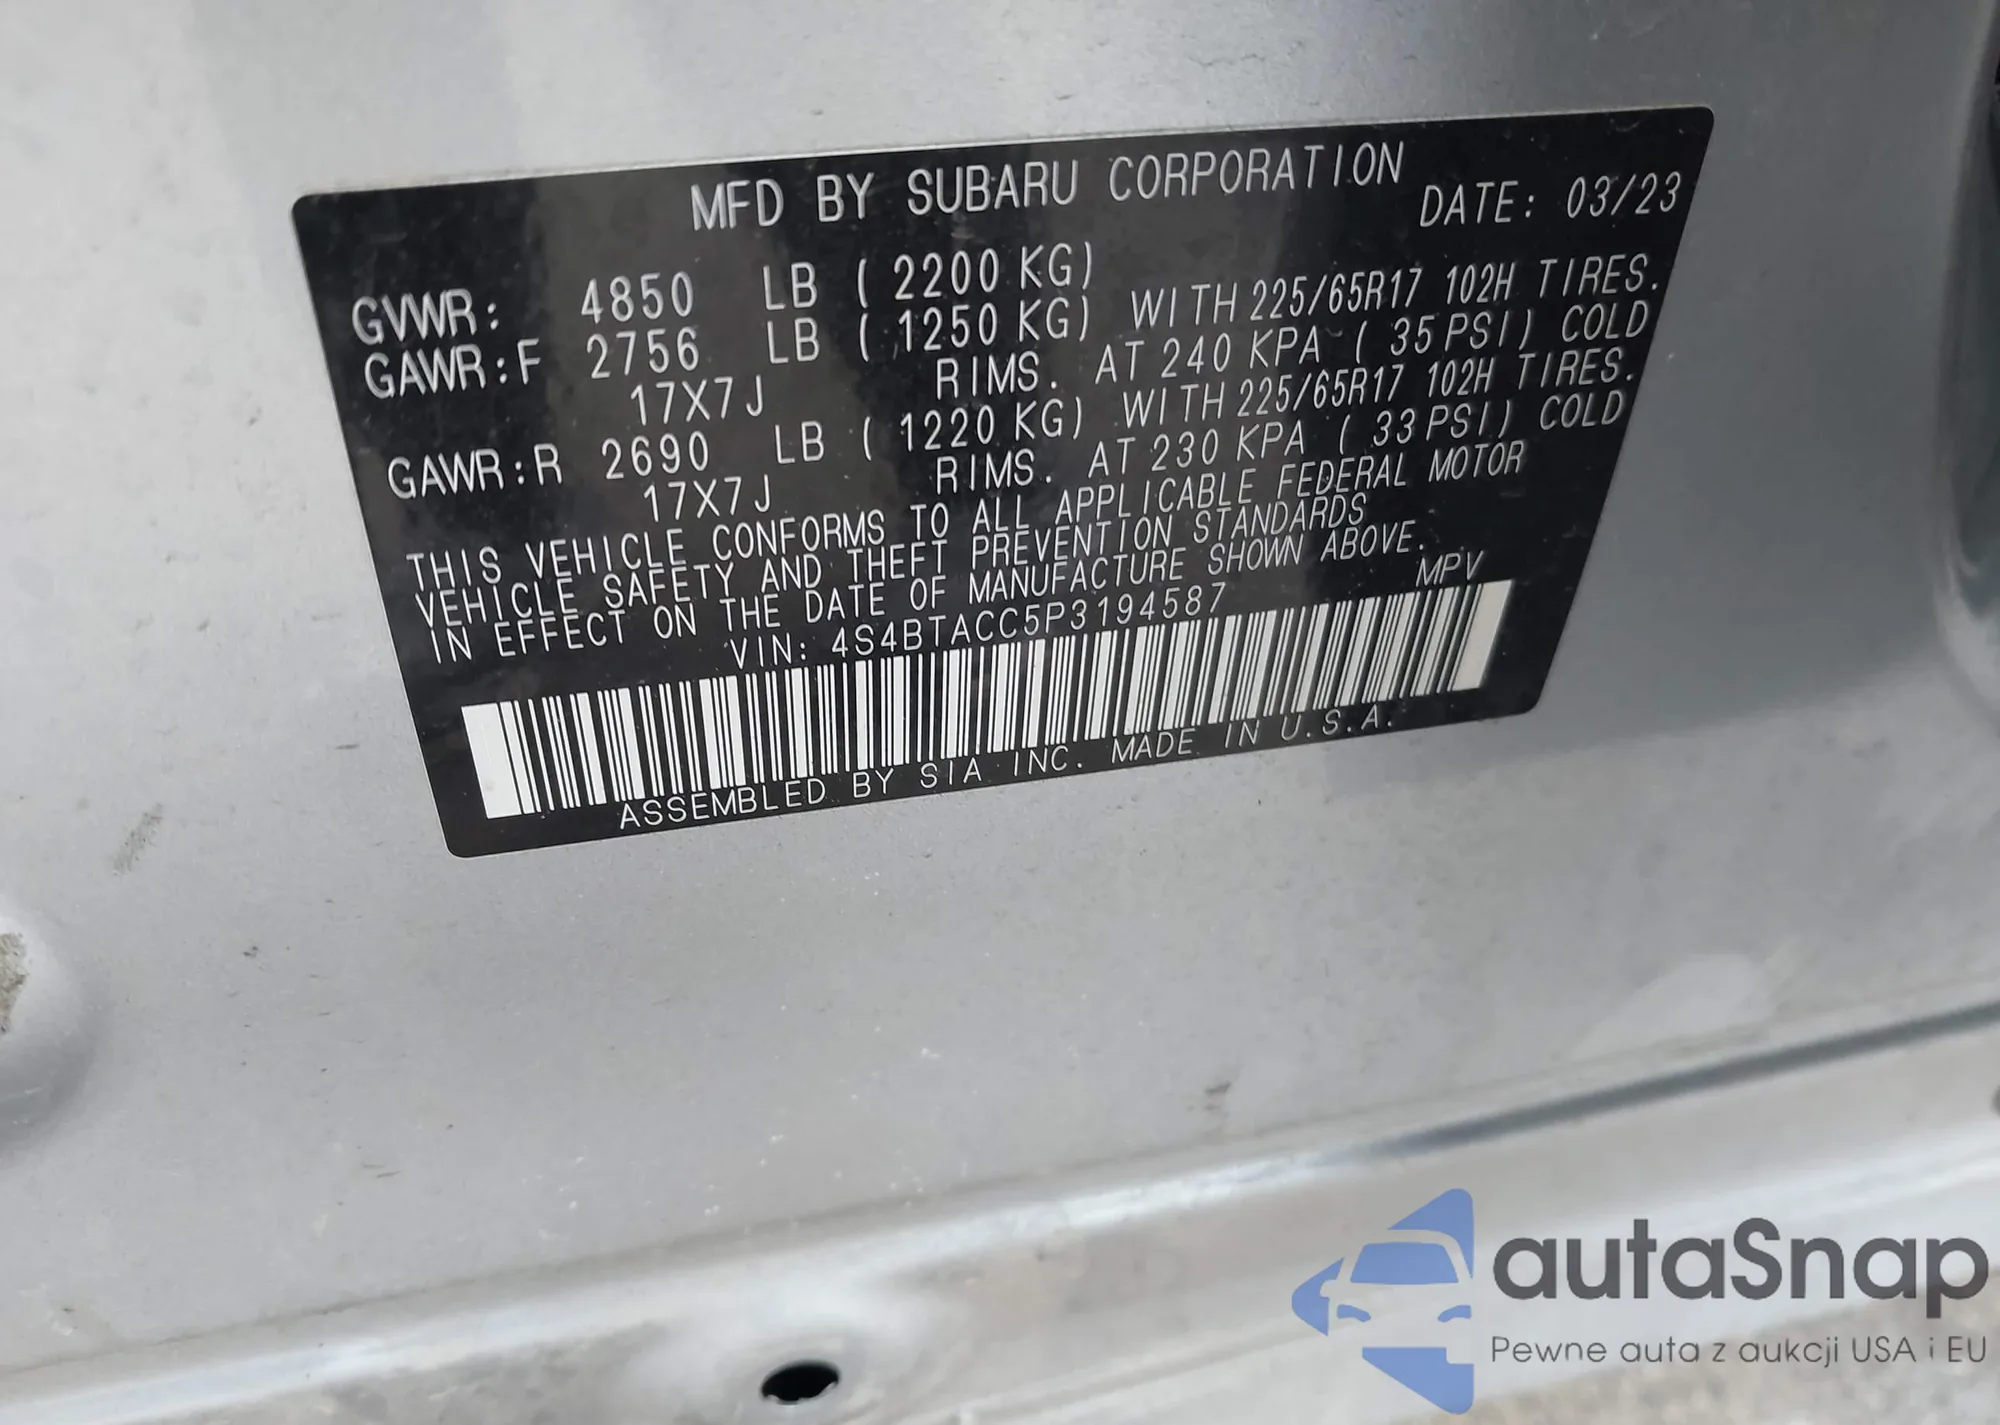 MFD BY SUBARU CORPORATION DATE: 03/23
GVWR: 4850 LB ( 2200 KG)
GAWR:F 2756 LB ( 1250 KG) WITH 225/65R17 102H TIRES.
17X7J RIMS. AT 240 KPA ( 35 PSI) COLD
GAWR:R 2690 LB ( 1220 KG) WITH 225/65R17 102H TIRES.
17X7J RIMS. AT 230 KPA ( 33 PSI) COLD
THIS VEHICLE CONFORMS TO ALL APPLICABLE FEDERAL MOTOR
VEHICLE SAFETY AND THEFT PREVENTION STANDARDS
IN EFFECT ON THE DATE OF MANUFACTURE SHOWN ABOVE.
VIN: 4S4BTACC5P3194587 MPV
ASSEMBLED BY SIA INC. MADE IN U.S.A.
autaSnap
Pewne auta z aukcji USA i EU